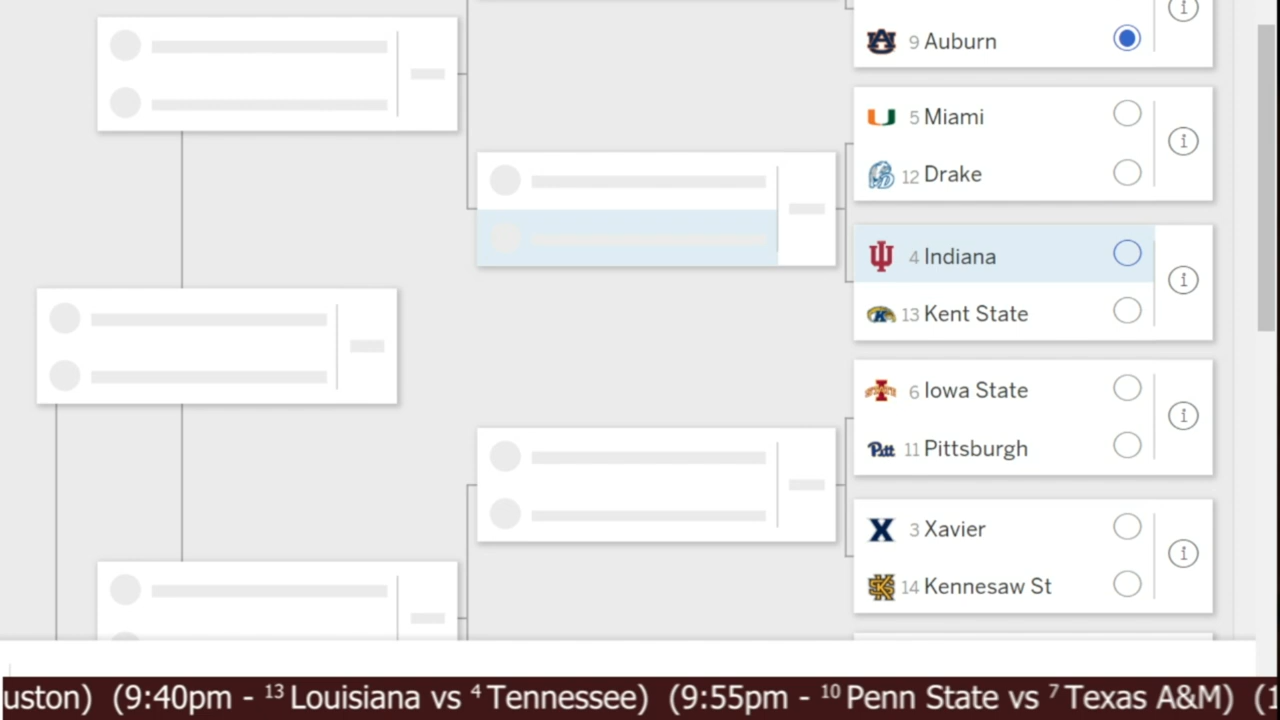 9 Auburn
5 Miami
12 Drake
4 Indiana
13 Kent State
6 Iowa State
Pitt 11 Pittsburgh
3 Xavier
14 Kennesaw St
uston) (9:40pm - 13 Louisiana vs 4 Tennessee) (9:55pm - 10 Penn State vs 7 Texas A&M) (1